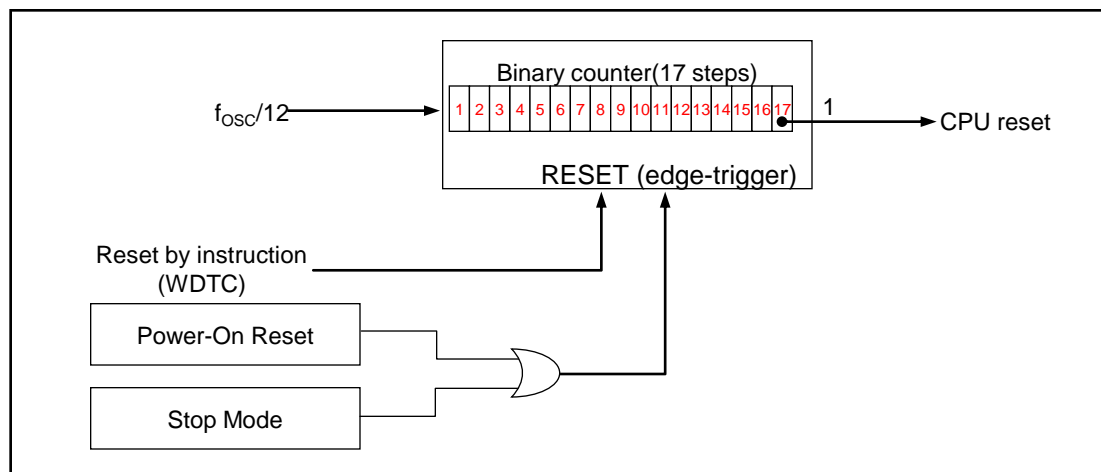 Binary counter(17 steps)
fOSC/12
1 2 3 4 5 6 7 8 9 10 11 12 13 14 15 16 17
1
CPU reset
RESET (edge-trigger)
Reset by instruction
(WDTC)
Power-On Reset
Stop Mode